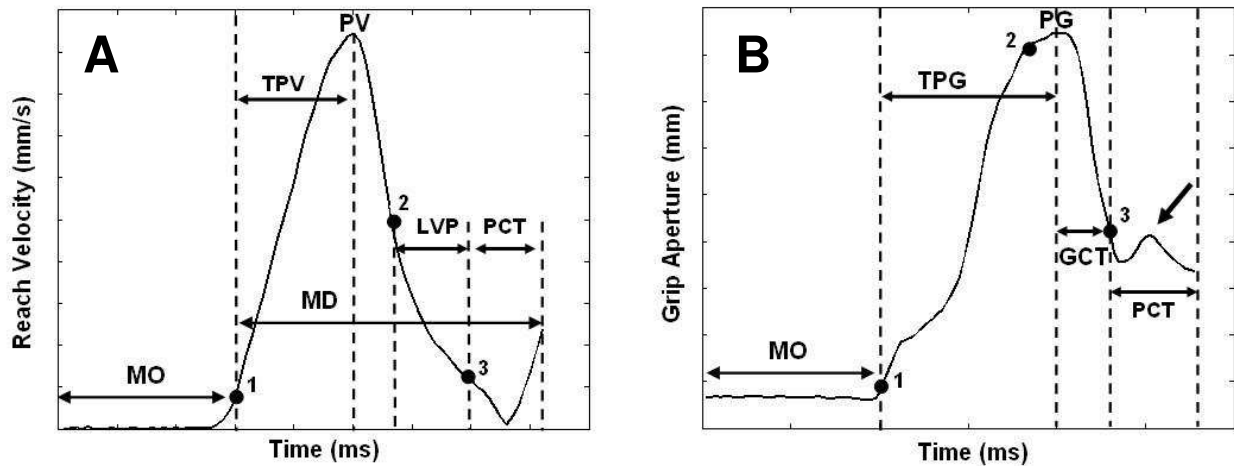 A
PV
TPV
2
LVP
PCT
MD
MO
1
3
Reach Velocity (mm/s)
Time (ms)
B
PG
2
TPG
3
GCT
PCT
MO
1
Grip Aperture (mm)
Time (ms)